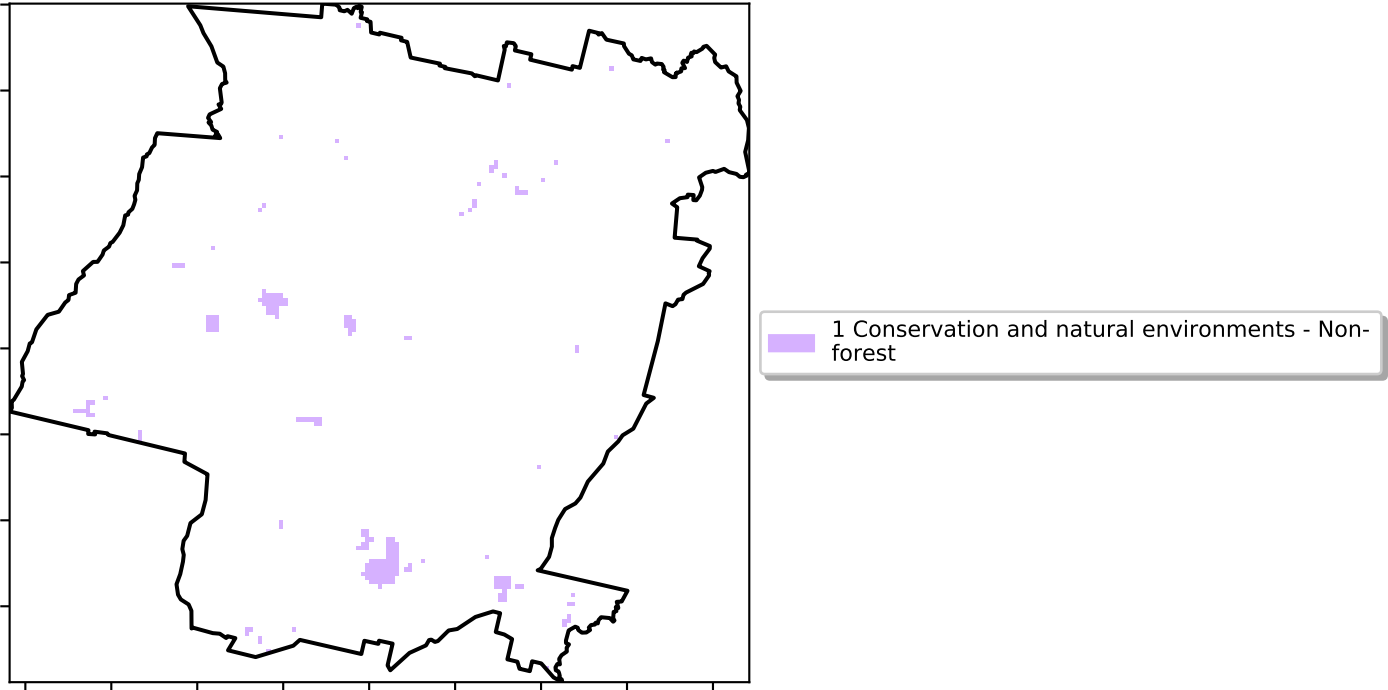 1 Conservation and natural environments - Non-
forest